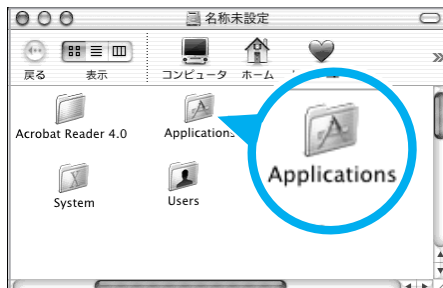 名称未設定
戻る 表示 コンピュータ ホーム
Acrobat Reader 4.0 Applications
Applications
System Users